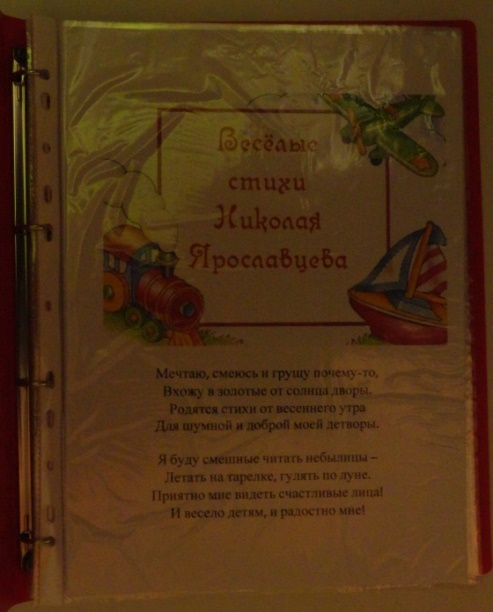 Весёлые
стихи
Николая
Ярославцева
Мечтаю, смеюсь и грущу почему-то,
Вхожу в золотые от солнца дворы.
Родятся стихи от весеннего утра
Для шумной и доброй моей детворы.
Я буду смешные читать небылицы –
Летать на тарелке, гулять по луне.
Приятно мне видеть счастливые лица!
И весело детям, и радостно мне!